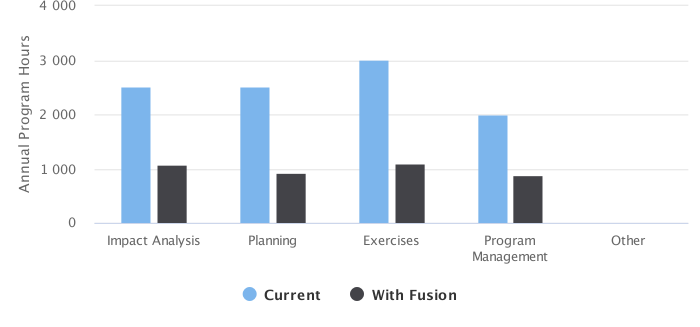 4 000
3 000
2 000
1 000
0
Annual Program Hours
Impact Analysis
Planning
Exercises
Program
Management
Other
Current
With Fusion